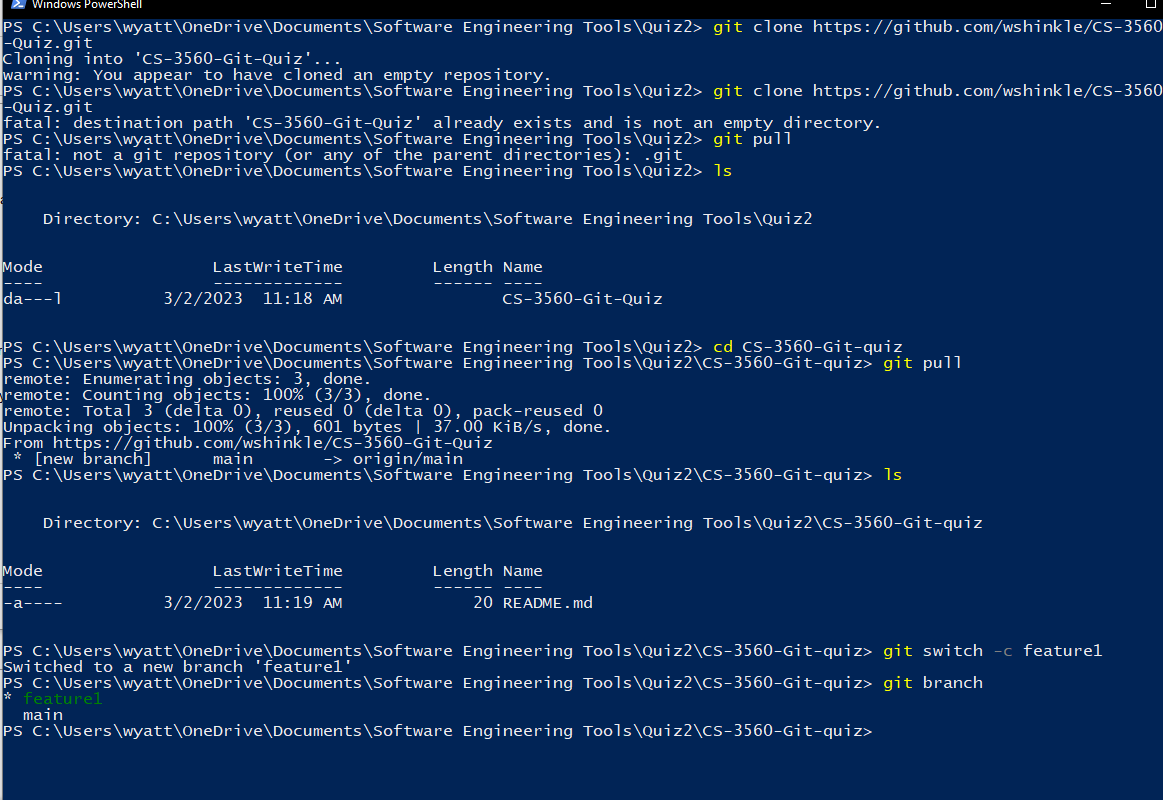 Windows PowerShell
PS C:\Users\wyatt\OneDrive\Documents\Software Engineering Tools\Quiz2> git clone https://github.com/wshinkle/CS-3560
-Quiz.git
Cloning into 'CS-3560-Git-Quiz'...
warning: You appear to have cloned an empty repository.
PS C:\Users\wyatt\OneDrive\Documents\Software Engineering Tools\Quiz2> git clone https://github.com/wshinkle/CS-3560
-Quiz.git
fatal: destination path 'CS-3560-Git-Quiz' already exists and is not an empty directory.
PS C:\Users\wyatt\OneDrive\Documents\Software Engineering Tools\Quiz2> git pull
fatal: not a git repository (or any of the parent directories): .git
PS C:\Users\wyatt\OneDrive\Documents\Software Engineering Tools\Quiz2> ls
Directory: C:\Users\wyatt\OneDrive\Documents\Software Engineering Tools\Quiz2
Mode LastWriteTime Length Name
---- ------------- ------ ----
da---l 3/2/2023 11:18 AM CS-3560-Git-Quiz
PS C:\Users\wyatt\OneDrive\Documents\Software Engineering Tools\Quiz2> cd CS-3560-Git-quiz
PS C:\Users\wyatt\OneDrive\Documents\Software Engineering Tools\Quiz2\CS-3560-Git-quiz> git pull
remote: Enumerating objects: 3, done.
remote: Counting objects: 100% (3/3), done.
remote: Total 3 (delta 0), reused 0 (delta 0), pack-reused 0
Unpacking objects: 100% (3/3), 601 bytes | 37.00 KiB/s, done.
From https://github.com/wshinkle/CS-3560-Git-Quiz
* [new branch] main -> origin/main
PS C:\Users\wyatt\OneDrive\Documents\Software Engineering Tools\Quiz2\CS-3560-Git-quiz> ls
Directory: C:\Users\wyatt\OneDrive\Documents\Software Engineering Tools\Quiz2\CS-3560-Git-quiz
Mode LastWriteTime Length Name
---- ------------- ------ ----
-a---- 3/2/2023 11:19 AM 20 README.md
PS C:\Users\wyatt\OneDrive\Documents\Software Engineering Tools\Quiz2\CS-3560-Git-quiz> git switch -c feature1
Switched to a new branch 'feature1'
PS C:\Users\wyatt\OneDrive\Documents\Software Engineering Tools\Quiz2\CS-3560-Git-quiz> git branch
* feature1
main
PS C:\Users\wyatt\OneDrive\Documents\Software Engineering Tools\Quiz2\CS-3560-Git-quiz>